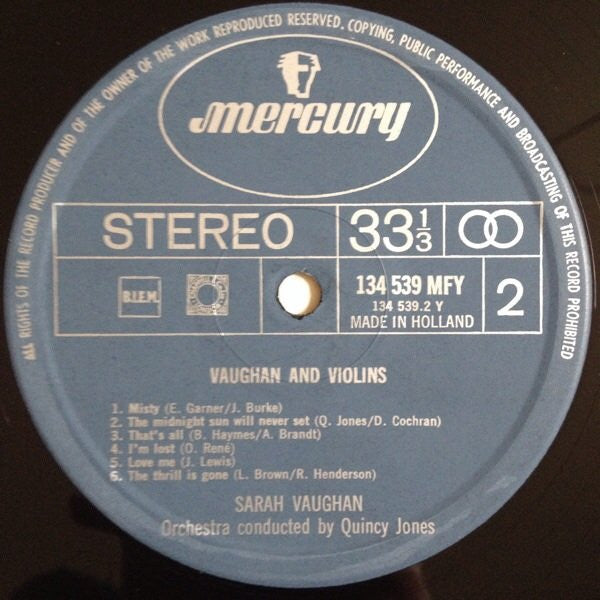 ALL RIGHTS OF THE RECORD PRODUCER AND OF THE OWNER OF THE WORK REPRODUCED RESERVED. COPYING, PUBLIC PERFORMANCE AND BROADCASTING OF THIS RECORD PROHIBITED
mercury
STEREO
33 1/3
134 539 MFY
134 539.2 Y
MADE IN HOLLAND
2
B.I.E.M.
VAUGHAN AND VIOLINS
1. Misty (E. Garner/J. Burke)
2. The midnight sun will never set (Q. Jones/D. Cochran)
3. That's all (B. Haymes/A. Brandt)
4. I'm lost (O. René)
5. Love me (J. Lewis)
6. The thrill is gone (L. Brown/R. Henderson)
SARAH VAUGHAN
Orchestra conducted by Quincy Jones